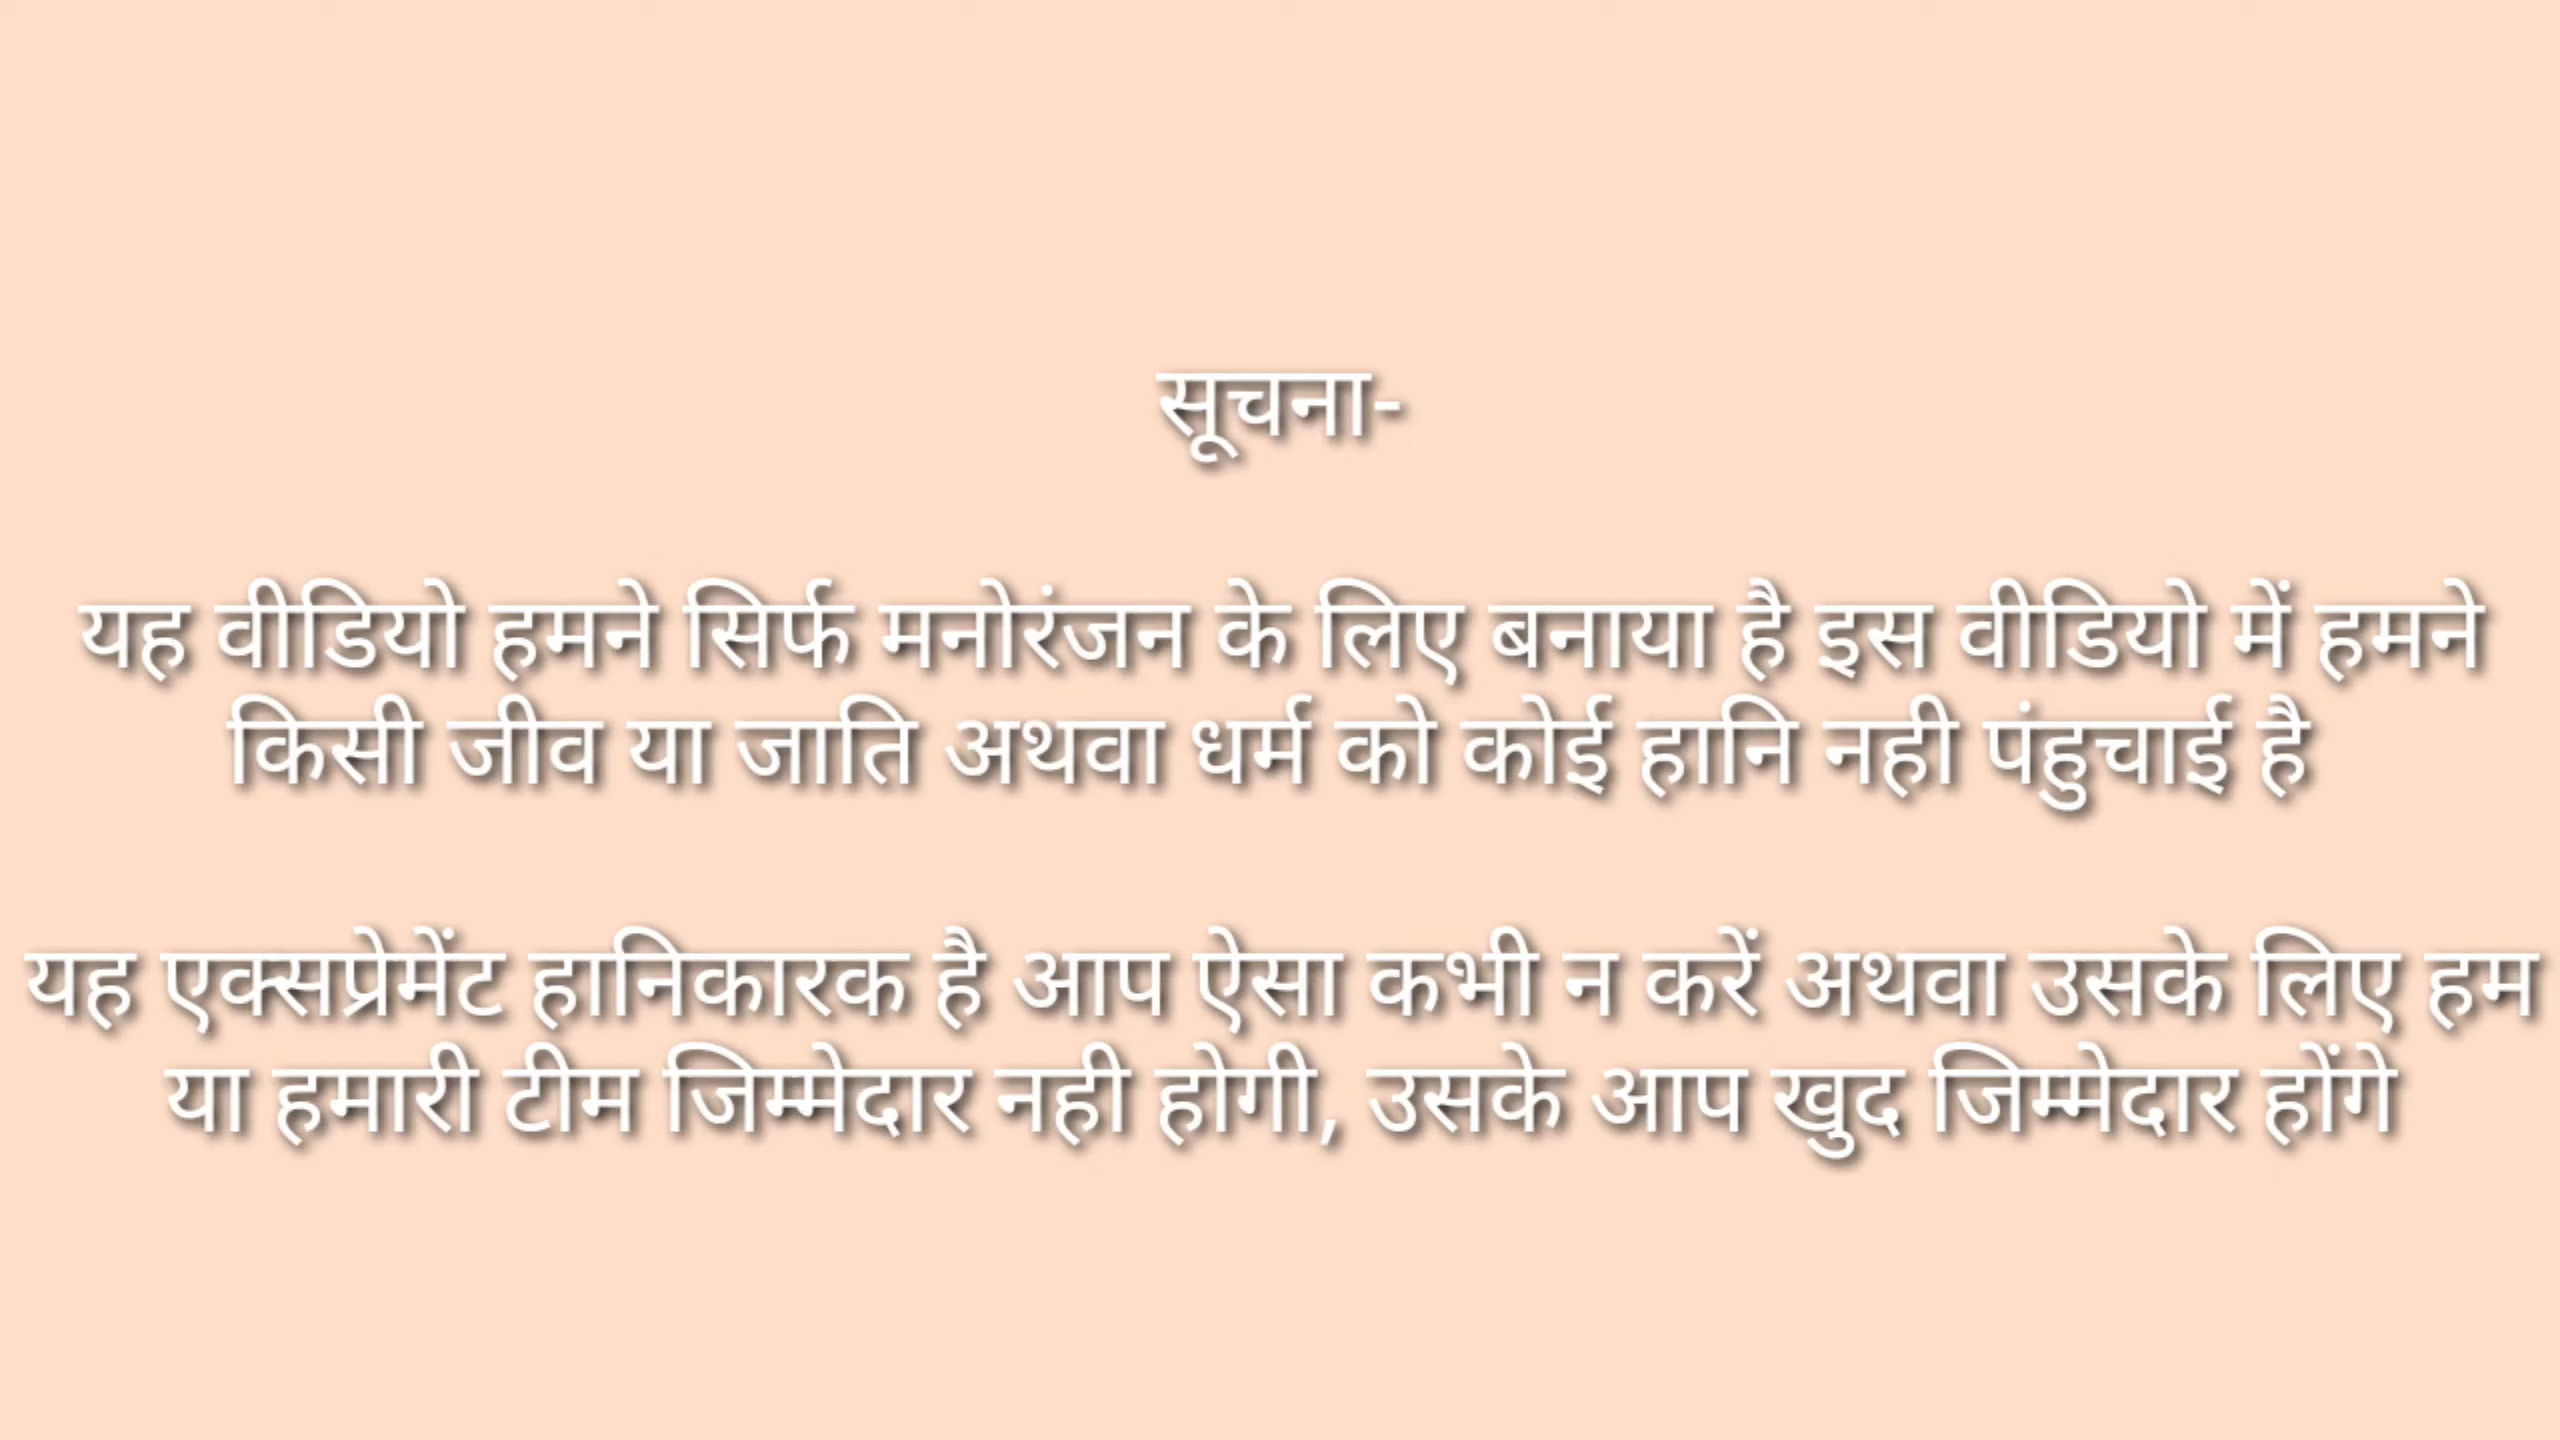 सूचना-
यह वीडियो हमने सिर्फ मनोरंजन के लिए बनाया है इस वीडियो में हमने
किसी जीव या जाति अथवा धर्म को कोई हानि नही पंहुचाई है
यह एक्सप्रेमेंट हानिकारक है आप ऐसा कभी न करें अथवा उसके लिए हम
या हमारी टीम जिम्मेदार नही होगी, उसके आप खुद जिम्मेदार होंगे